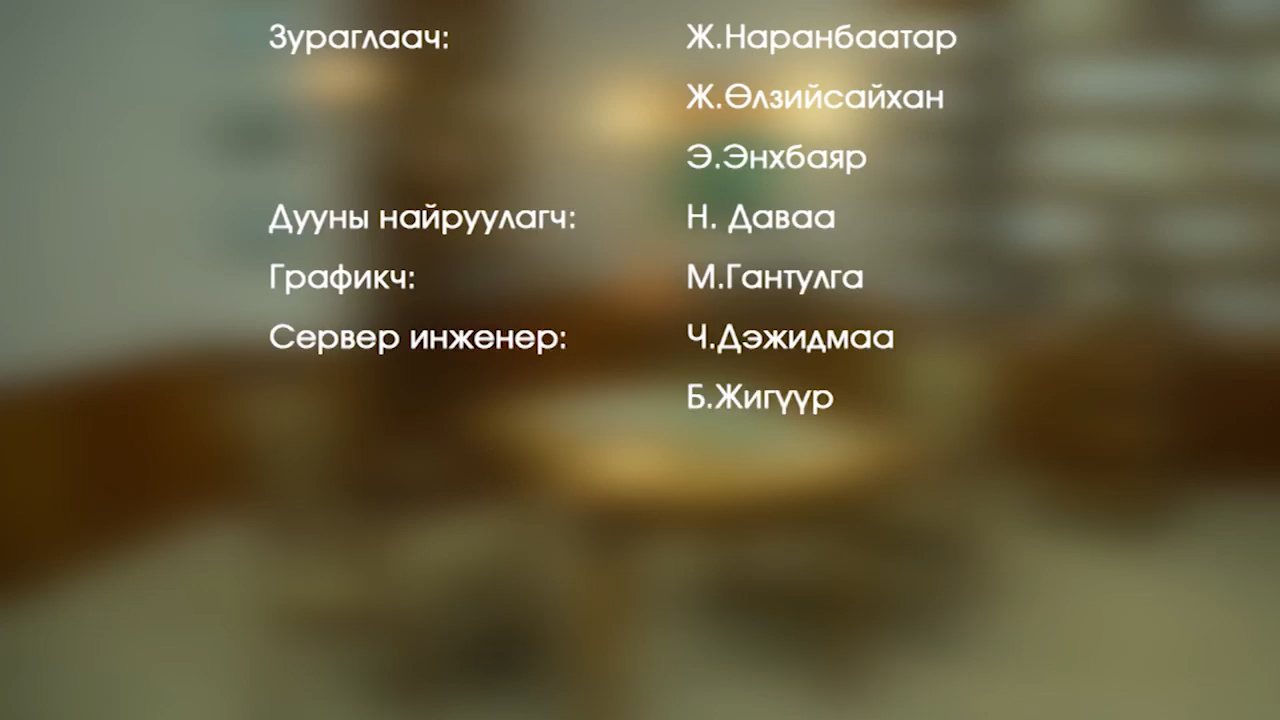 Зураглаач: Ж.Наранбаатар
Ж.Өлзийсайхан
Э.Энхбаяр
Дууны найруулагч: Н. Даваа
Графикч: М.Гантулга
Сервер инженер: Ч.Дэжидмаа
Б.Жигүүр